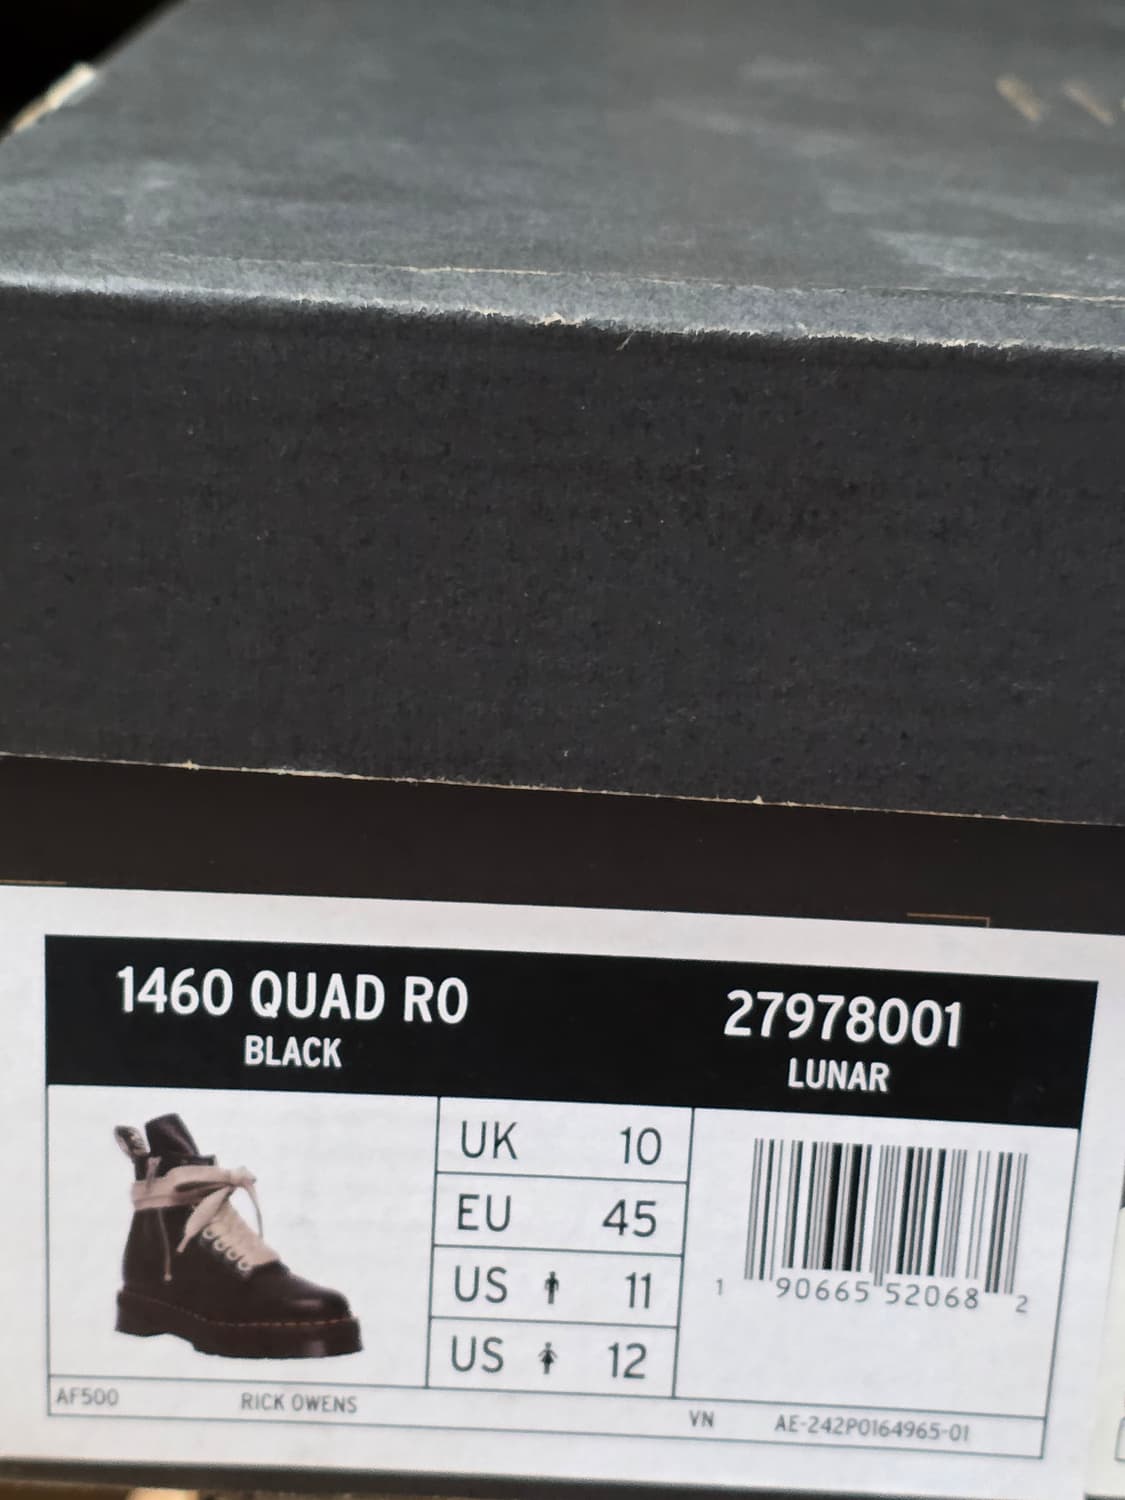 1460 QUAD RO
BLACK
27978001
LUNAR
UK 10
EU 45
US 11
US 12
1 90665 52068 2
AF500
RICK OWENS
VN
AE-242P0164965-01